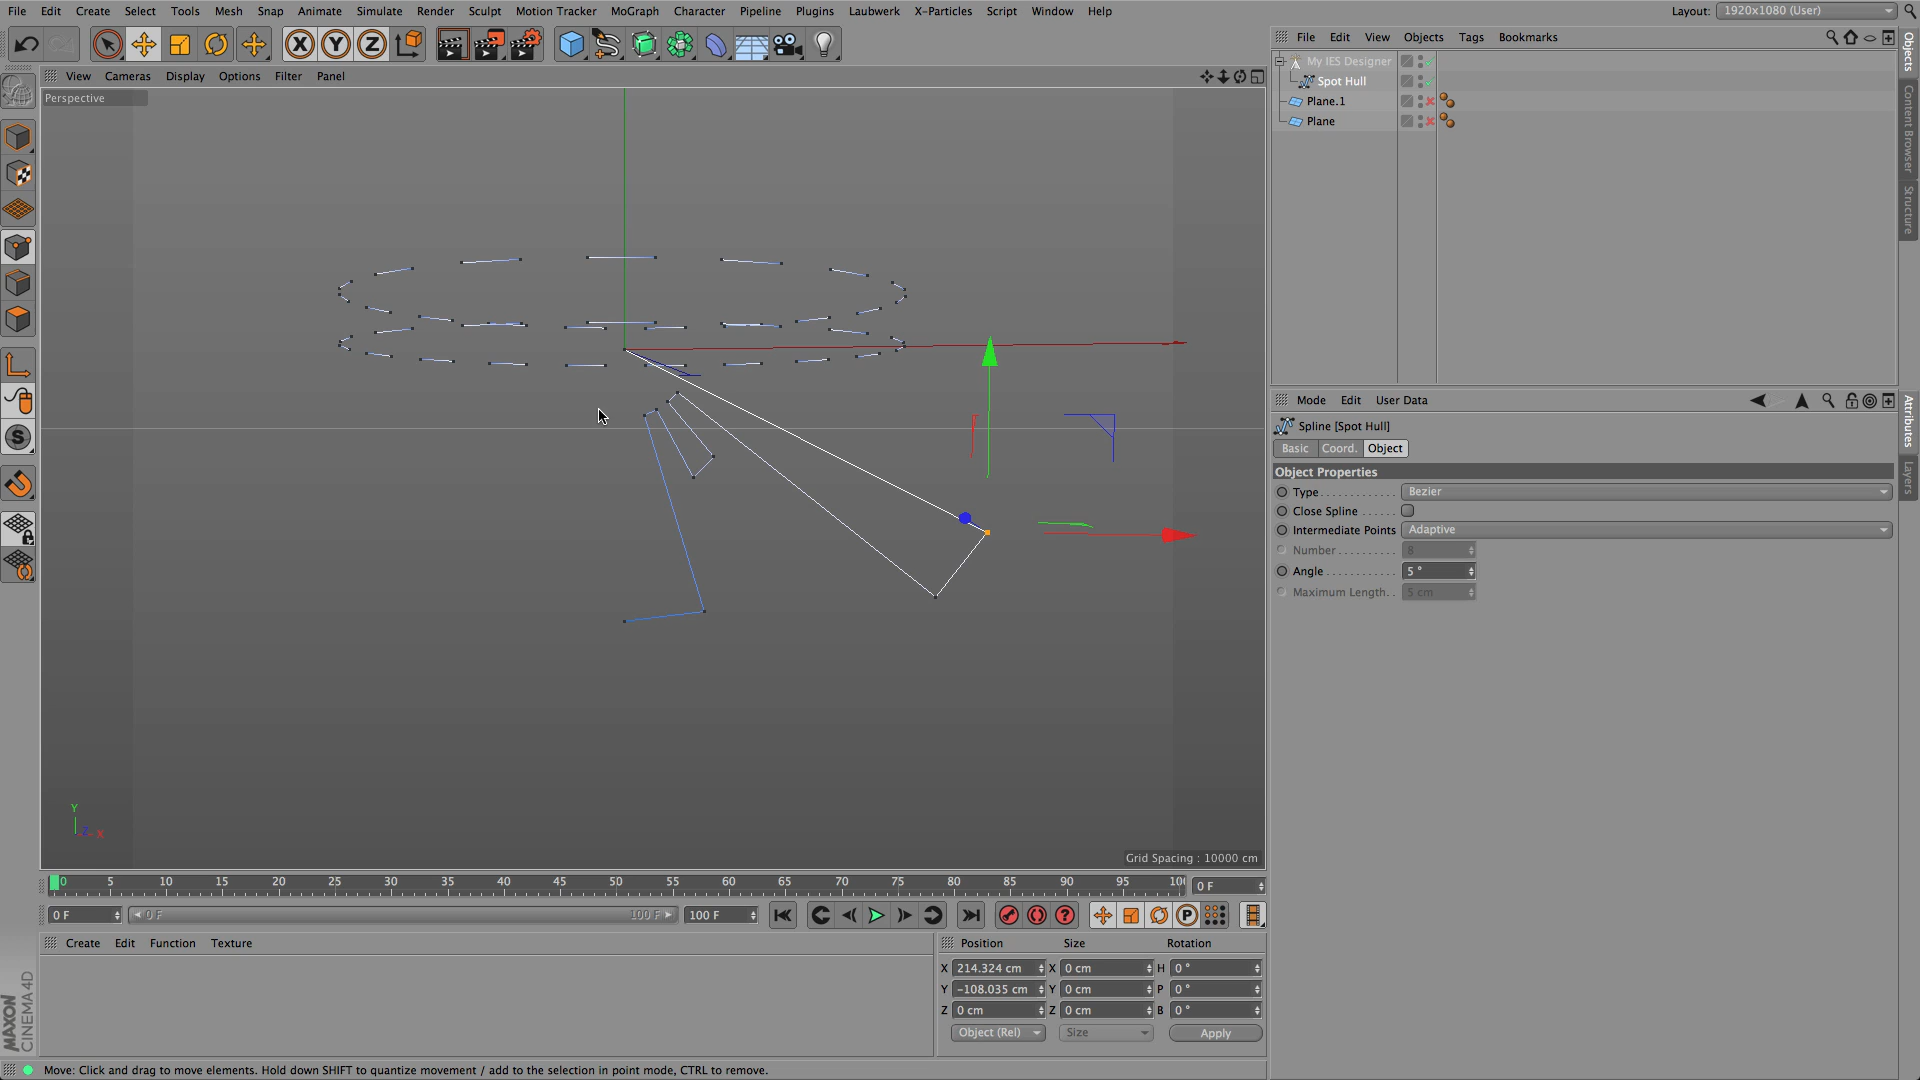 File Edit Create Select Tools Mesh Snap Animate Simulate Render Sculpt Motion Tracker MoGraph Character Pipeline Plugins Laubwerk X-Particles Script Window Help Layout: 1920x1080 (User)
X Y Z
File Edit View Objects Tags Bookmarks
View Cameras Display Options Filter Panel
Perspective
My IES Designer
Spot Hull
Plane.1
Plane
Objects
Content Browser
Structure
Mode Edit User Data
Spline [Spot Hull]
Basic Coord. Object
Object Properties
Type Bezier
Close Spline
Intermediate Points Adaptive
Number 8
Angle 5 °
Maximum Length 5 cm
Attributes
Layers
S
Y
Z X
Grid Spacing : 10000 cm
0 5 10 15 20 25 30 35 40 45 50 55 60 65 70 75 80 85 90 95 0 F
0 F 0 F 100 F 100 F P
Create Edit Function Texture
Position Size Rotation
X 214.324 cm X 0 cm H 0 °
Y -108.035 cm Y 0 cm P 0 °
Z 0 cm Z 0 cm B 0 °
Object (Rel) Size Apply
MAXON
CINEMA 4D
Move: Click and drag to move elements. Hold down SHIFT to quantize movement / add to the selection in point mode, CTRL to remove.